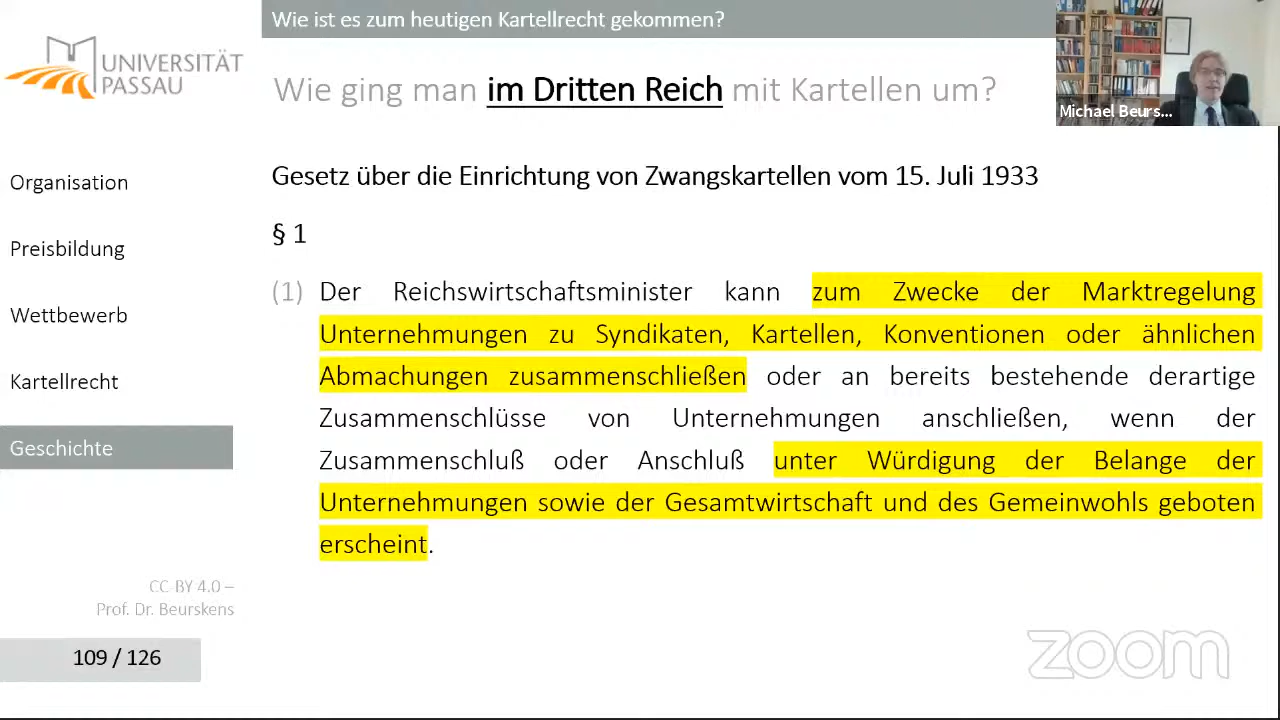 Wie ist es zum heutigen Kartellrecht gekommen?
UNIVERSITÄT
PASSAU
Wie ging man im Dritten Reich mit Kartellen um?
Michael Beurs...
Organisation
Preisbildung
Wettbewerb
Kartellrecht
Geschichte
Gesetz über die Einrichtung von Zwangskartellen vom 15. Juli 1933
§ 1
(1) Der Reichswirtschaftsminister kann zum Zwecke der Marktregelung
Unternehmungen zu Syndikaten, Kartellen, Konventionen oder ähnlichen
Abmachungen zusammenschließen oder an bereits bestehende derartige
Zusammenschlüsse von Unternehmungen anschließen, wenn der
Zusammenschluß oder Anschluß unter Würdigung der Belange der
Unternehmungen sowie der Gesamtwirtschaft und des Gemeinwohls geboten
erscheint.
CC-BY 4.0 –
Prof. Dr. Beurskens
109 / 126
zoom